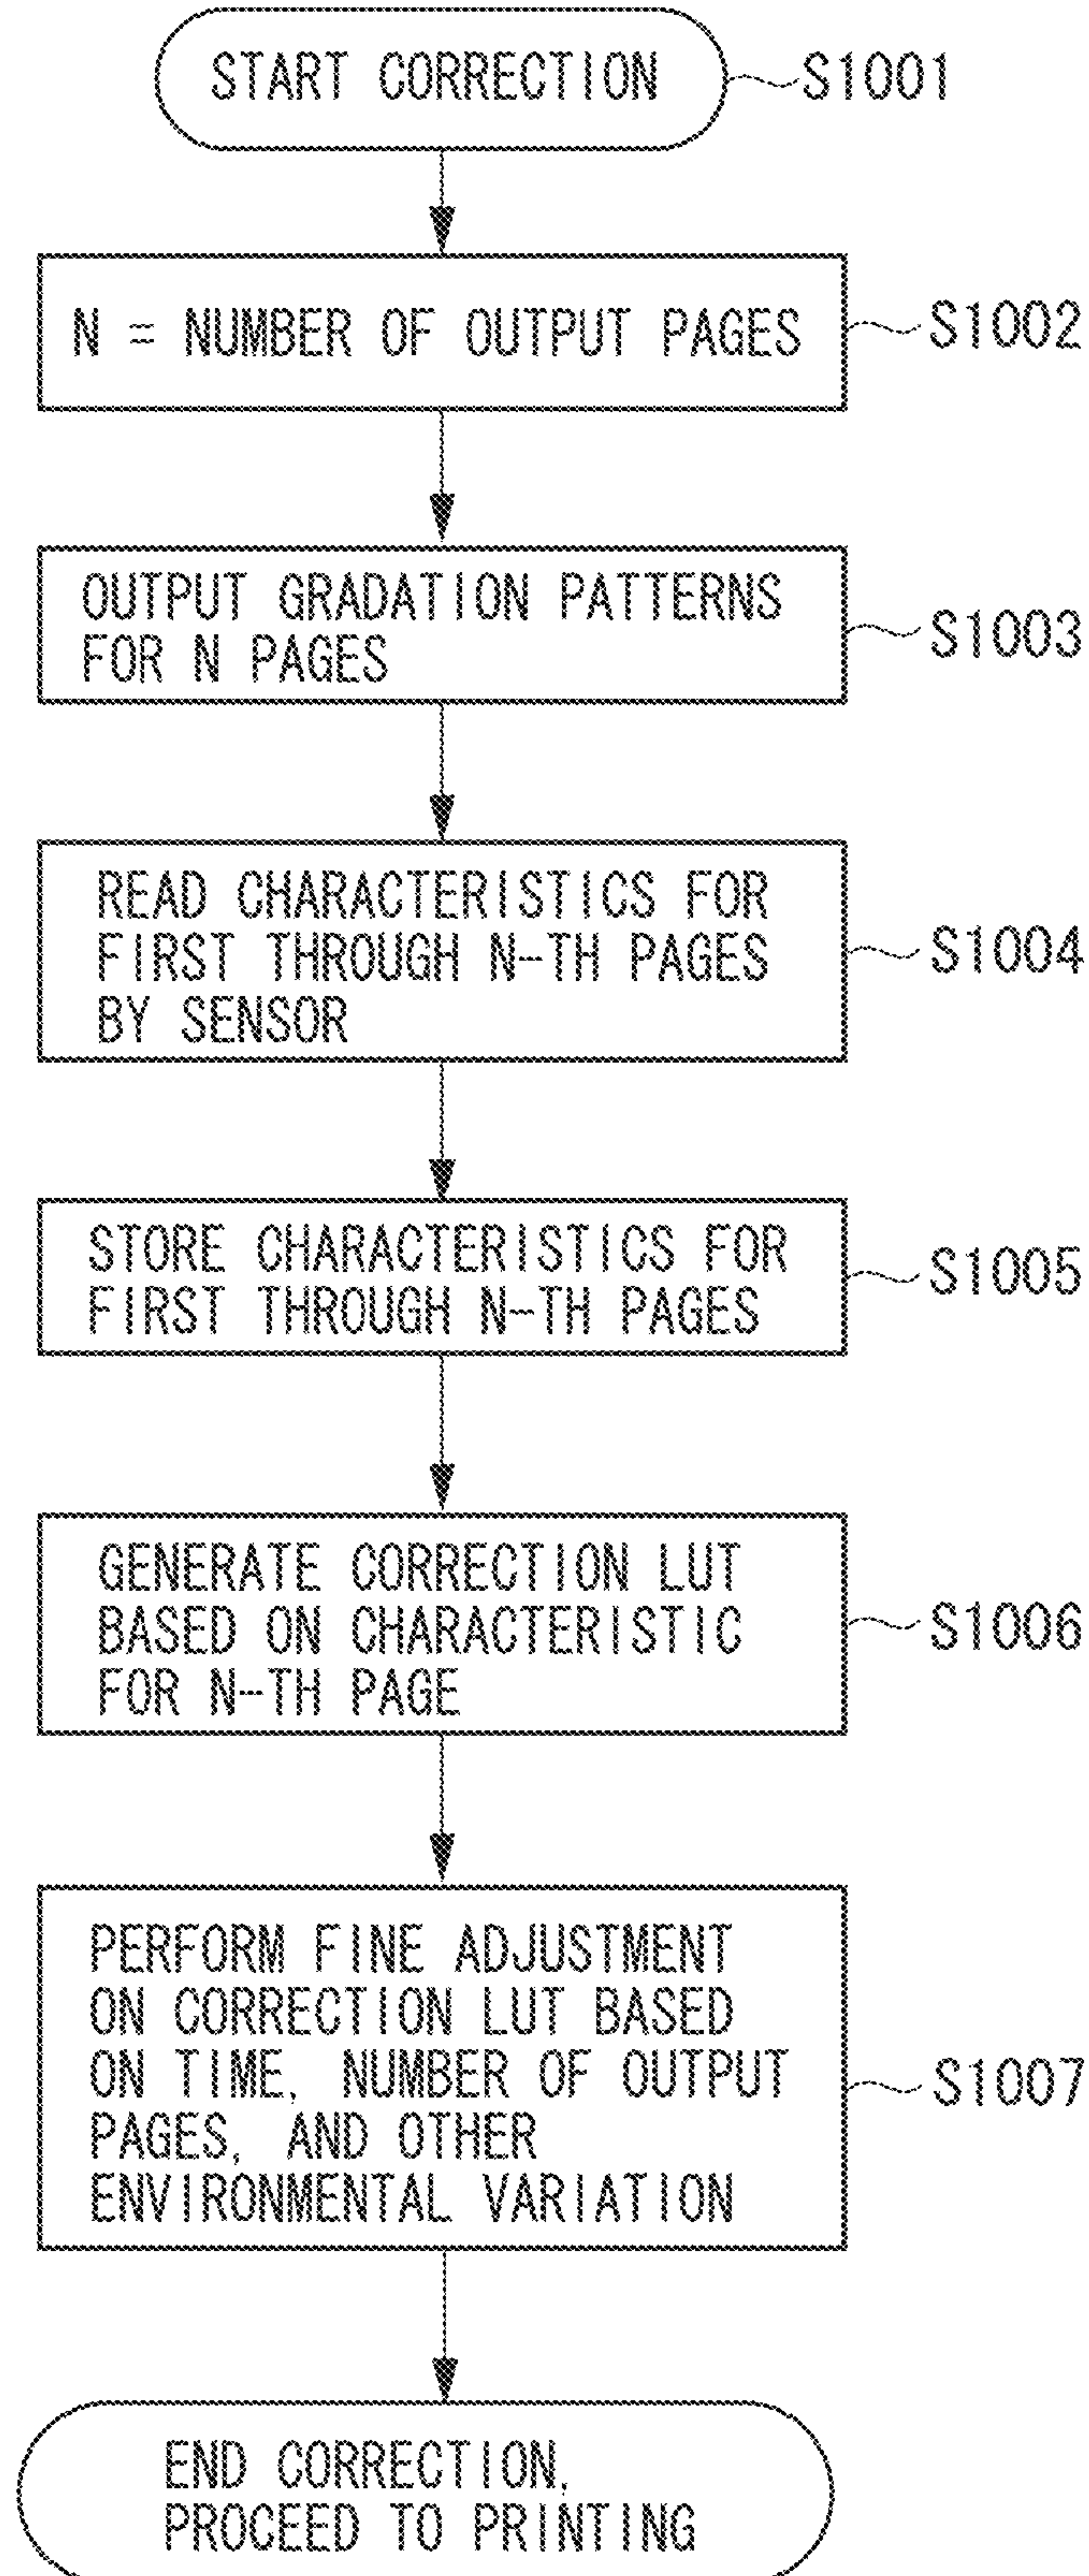 START CORRECTION
S1001
N = NUMBER OF OUTPUT PAGES
S1002
OUTPUT GRADATION PATTERNS
FOR N PAGES
S1003
READ CHARACTERISTICS FOR
FIRST THROUGH N-TH PAGES
BY SENSOR
S1004
STORE CHARACTERISTICS FOR
FIRST THROUGH N-TH PAGES
S1005
GENERATE CORRECTION LUT
BASED ON CHARACTERISTIC
FOR N-TH PAGE
S1006
PERFORM FINE ADJUSTMENT
ON CORRECTION LUT BASED
ON TIME, NUMBER OF OUTPUT
PAGES, AND OTHER
ENVIRONMENTAL VARIATION
S1007
END CORRECTION,
PROCEED TO PRINTING